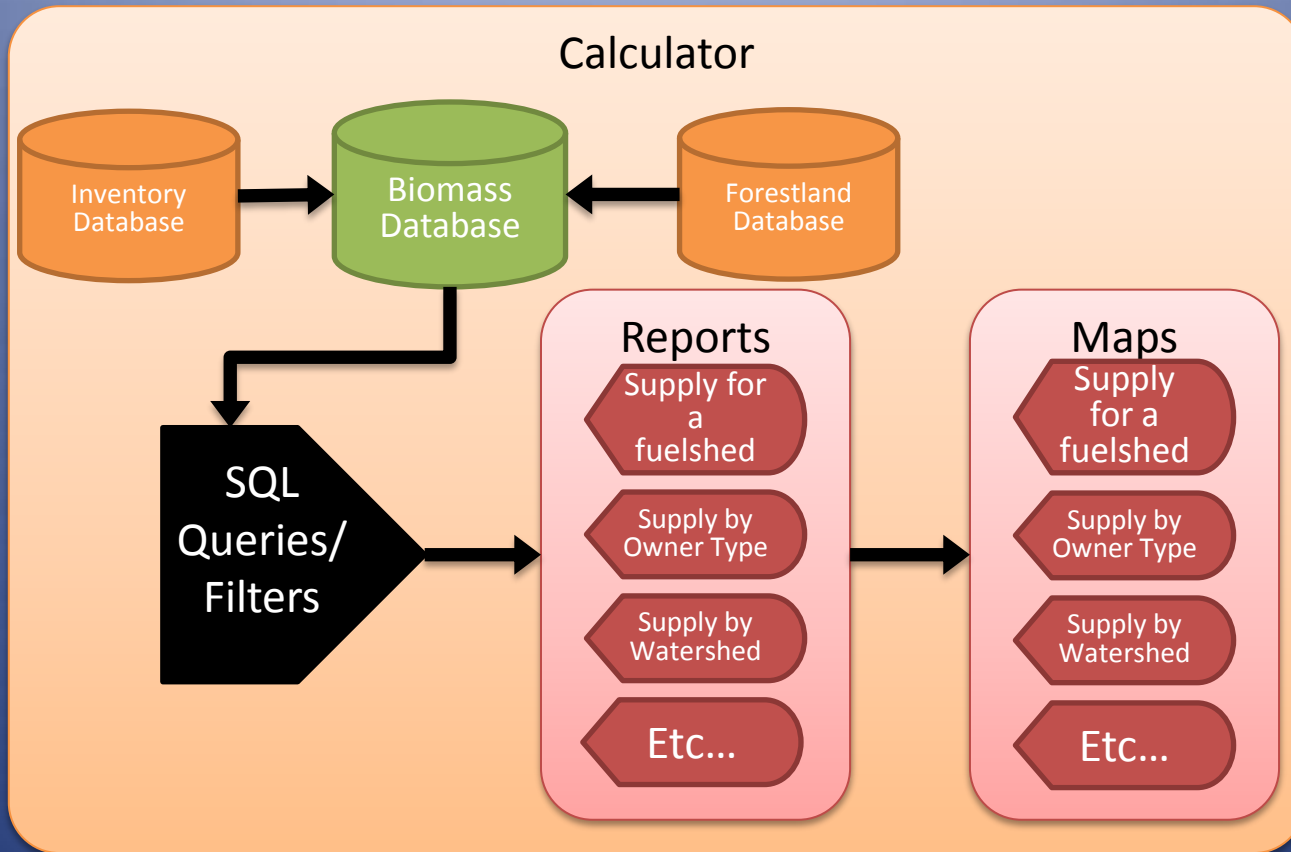 Calculator
Inventory
Database
Biomass
Database
Forestland
Database
SQL
Queries/
Filters
Reports
Supply for
a
fuelshed
Supply by
Owner Type
Supply by
Watershed
Etc...
Maps
Supply
for a
fuelshed
Supply by
Owner Type
Supply by
Watershed
Etc...